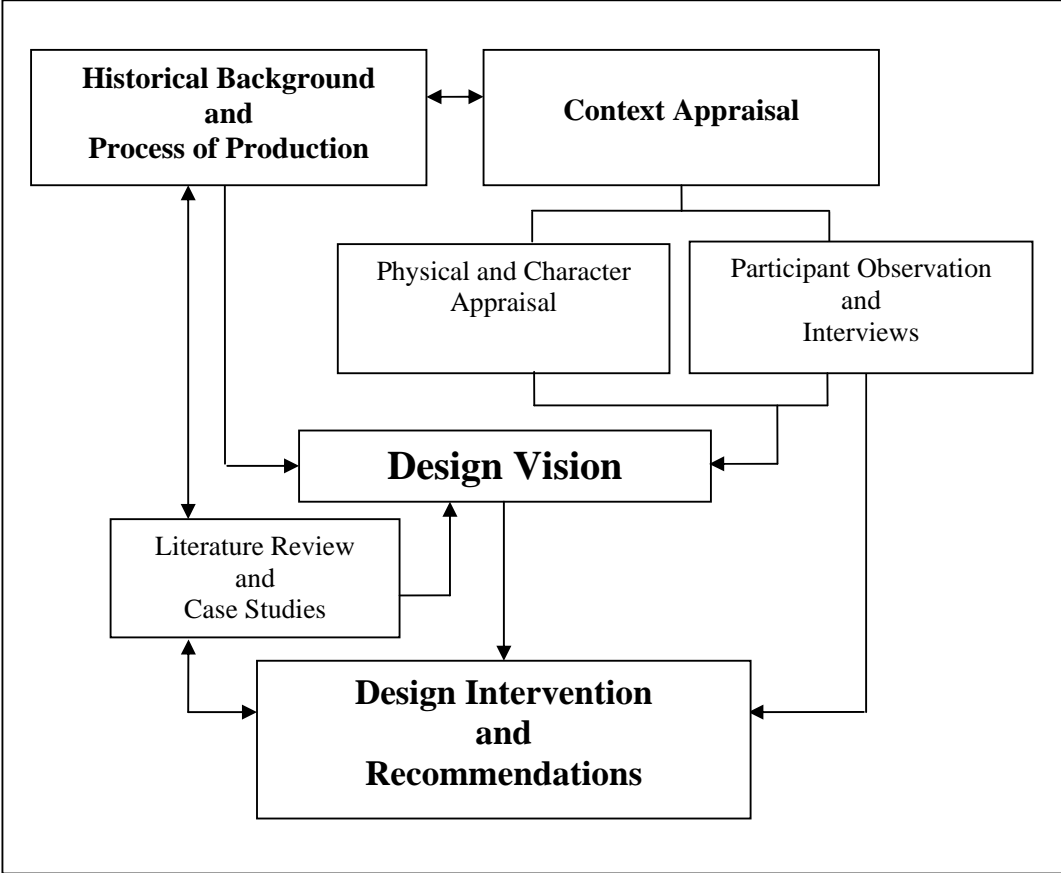 Historical Background
and
Process of Production
Context Appraisal
Physical and Character
Appraisal
Participant Observation
and
Interviews
Design Vision
Literature Review
and
Case Studies
Design Intervention
and
Recommendations